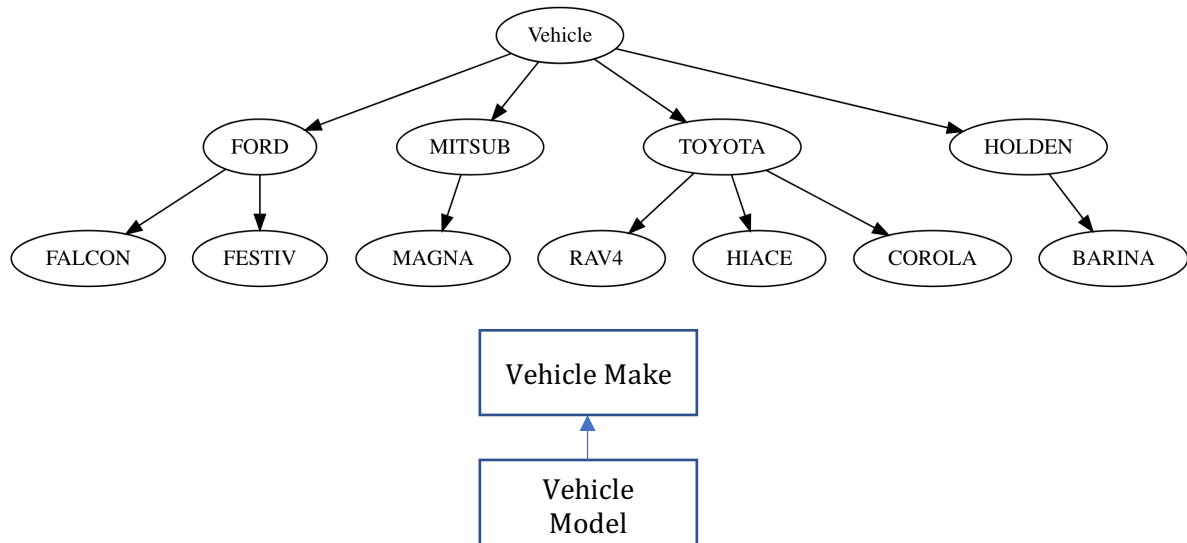 Vehicle
FORD MITSUB TOYOTA HOLDEN
FALCON FESTIV MAGNA RAV4 HIACE COROLA BARINA
Vehicle Make
Vehicle
Model